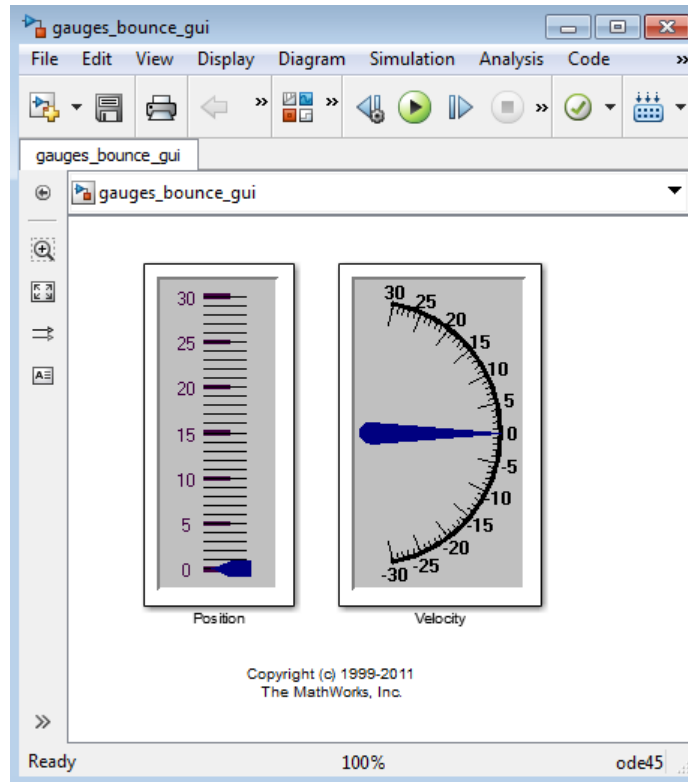 gauges_bounce_gui
File Edit View Display Diagram Simulation Analysis Code »
» » »
gauges_bounce_gui
gauges_bounce_gui
30
25
20
15
10
5
0
Position
30
25
20
15
10
5
0
-5
-10
-15
-20
-25
-30
Velocity
Copyright (c) 1999-2011
The MathWorks, Inc.
»
Ready 100% ode45